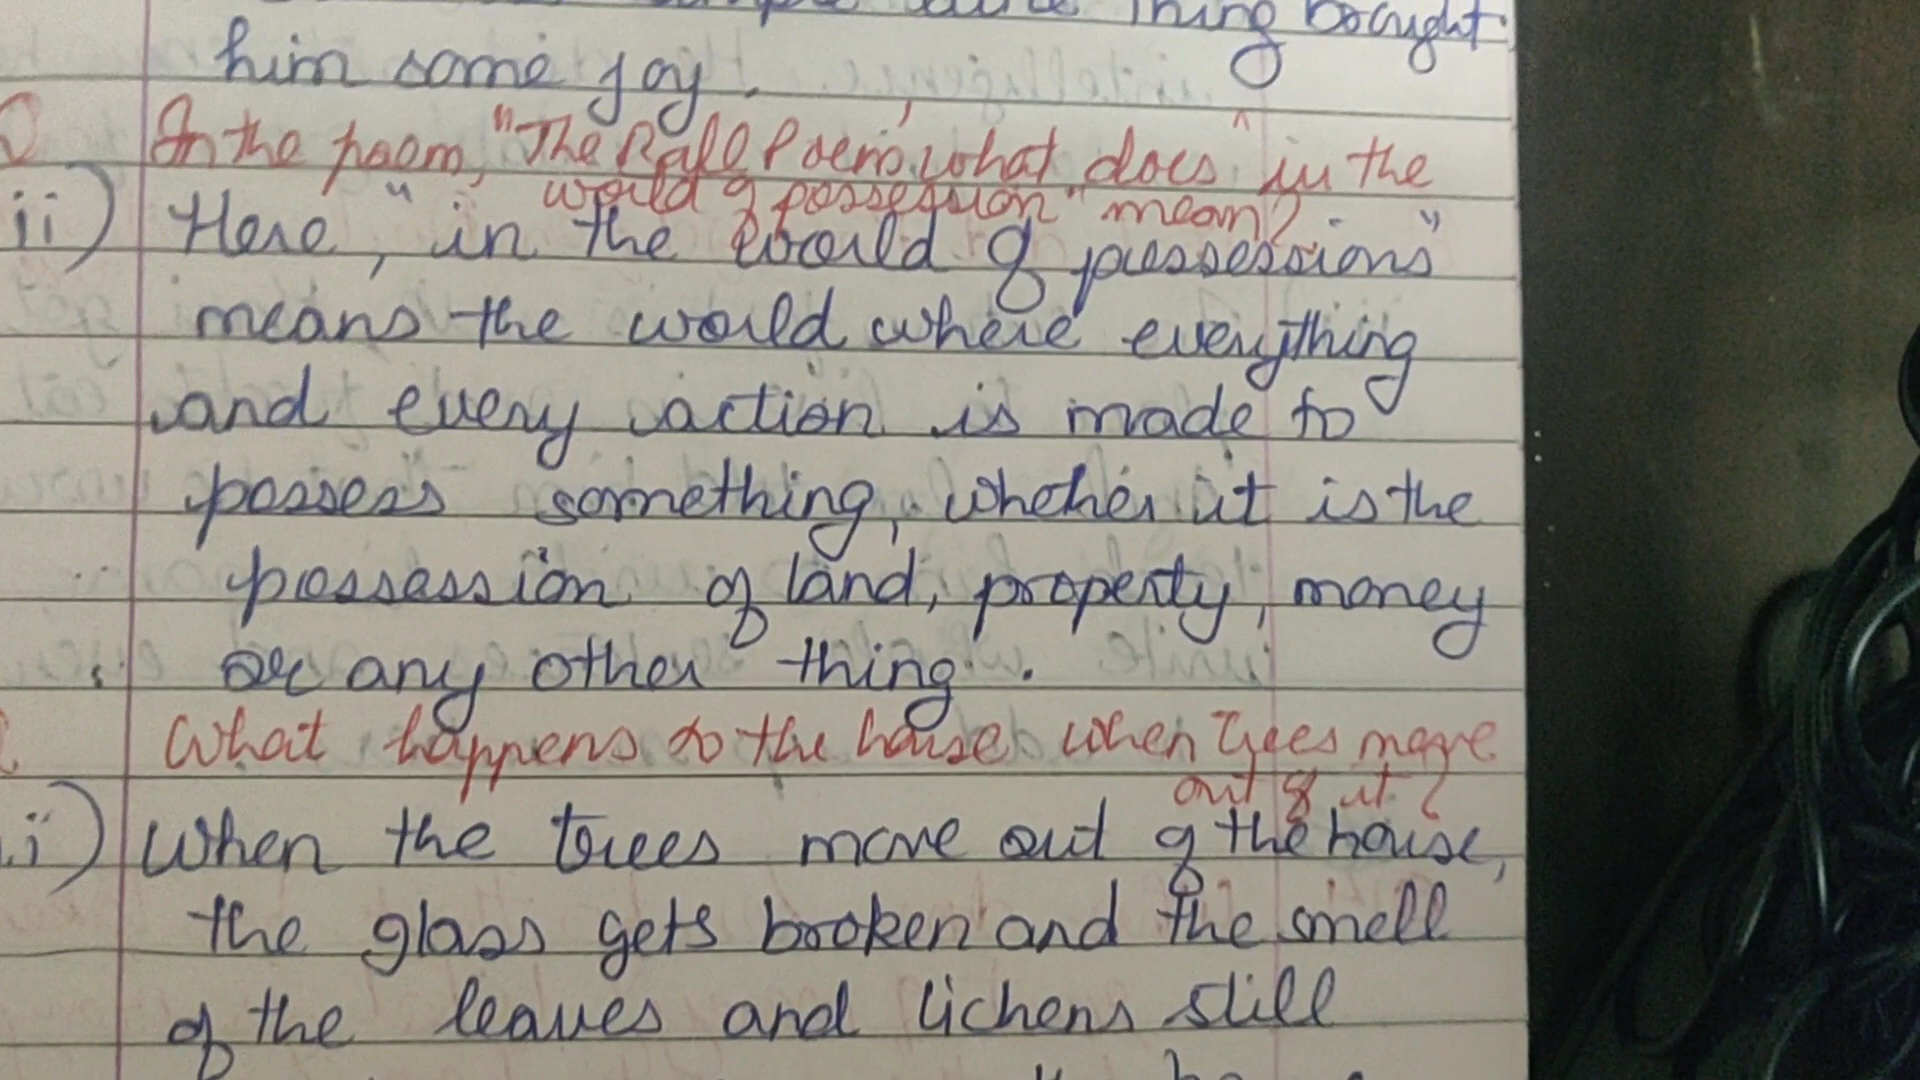 Thing bought
him some joy.
Q In the poem, "The Ball Poem", what does "in the
world of possession" mean?
ii) Here, "in the world of possessions"
means the world where everything
and every action is made to
possess something, whether it is the
possession of land, property, money
or any other thing.
What happens to the house when trees move
out of it?
i) When the trees move out of the house,
the glass gets broken and the smell
of the leaves and lichens still